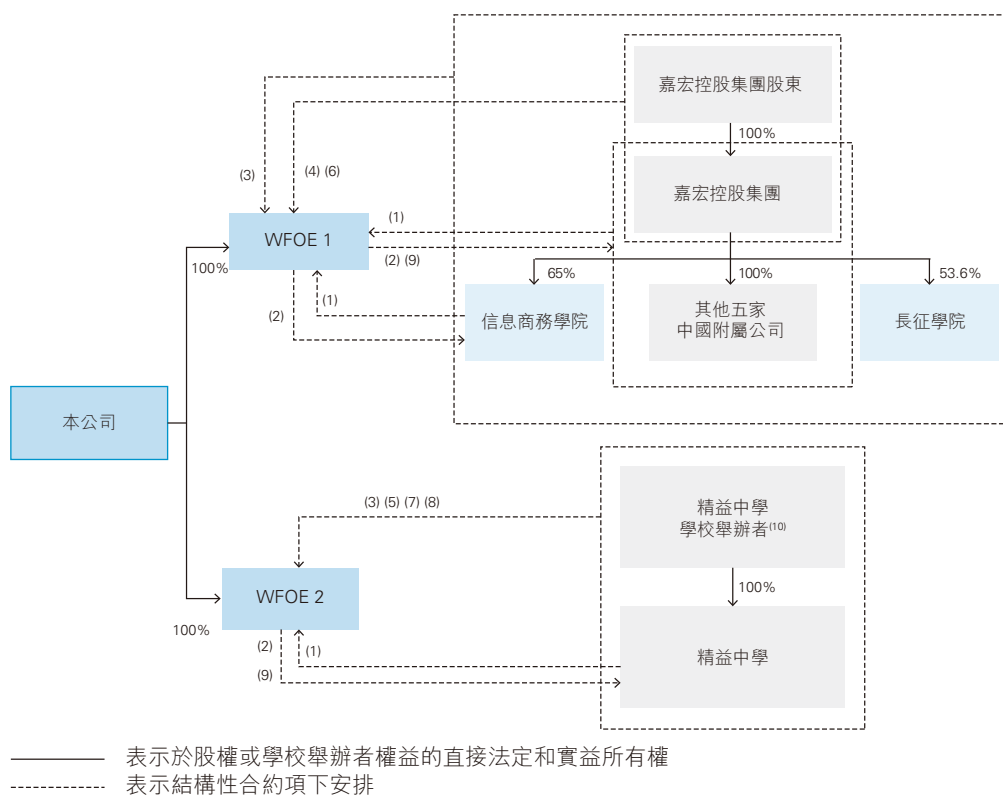 嘉宏控股集團股東
100%
(3)
(4) (6)
嘉宏控股集團
(1)
WFOE 1
(2) (9)
100%
65%
100%
53.6%
(1)
(2)
信息商務學院
其他五家
中國附屬公司
長征學院
本公司
(3) (5) (7) (8)
精益中學
學校舉辦者(10)
100%
WFOE 2
100%
(2)
(1)
(9)
精益中學
表示於股權或學校舉辦者權益的直接法定和實益所有權
表示結構性合約項下安排